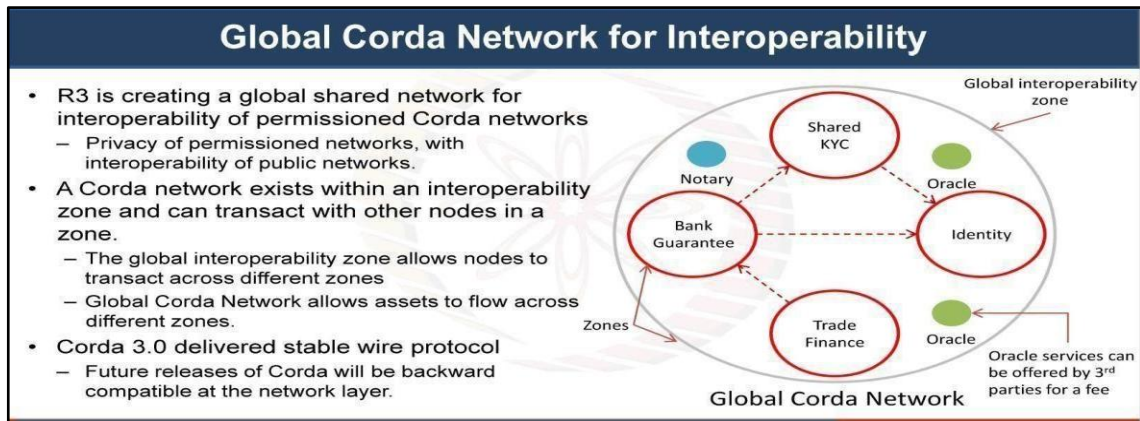 Global Corda Network for Interoperability
• R3 is creating a global shared network for
interoperability of permissioned Corda networks
– Privacy of permissioned networks, with
interoperability of public networks.
• A Corda network exists within an interoperability
zone and can transact with other nodes in a
zone.
– The global interoperability zone allows nodes to
transact across different zones
– Global Corda Network allows assets to flow across
different zones.
• Corda 3.0 delivered stable wire protocol
– Future releases of Corda will be backward
compatible at the network layer.
Global interoperability
zone
Shared
KYC
Notary
Oracle
Bank
Guarantee
Identity
Zones
Trade
Finance
Oracle
Oracle services can
be offered by 3rd
parties for a fee
Global Corda Network